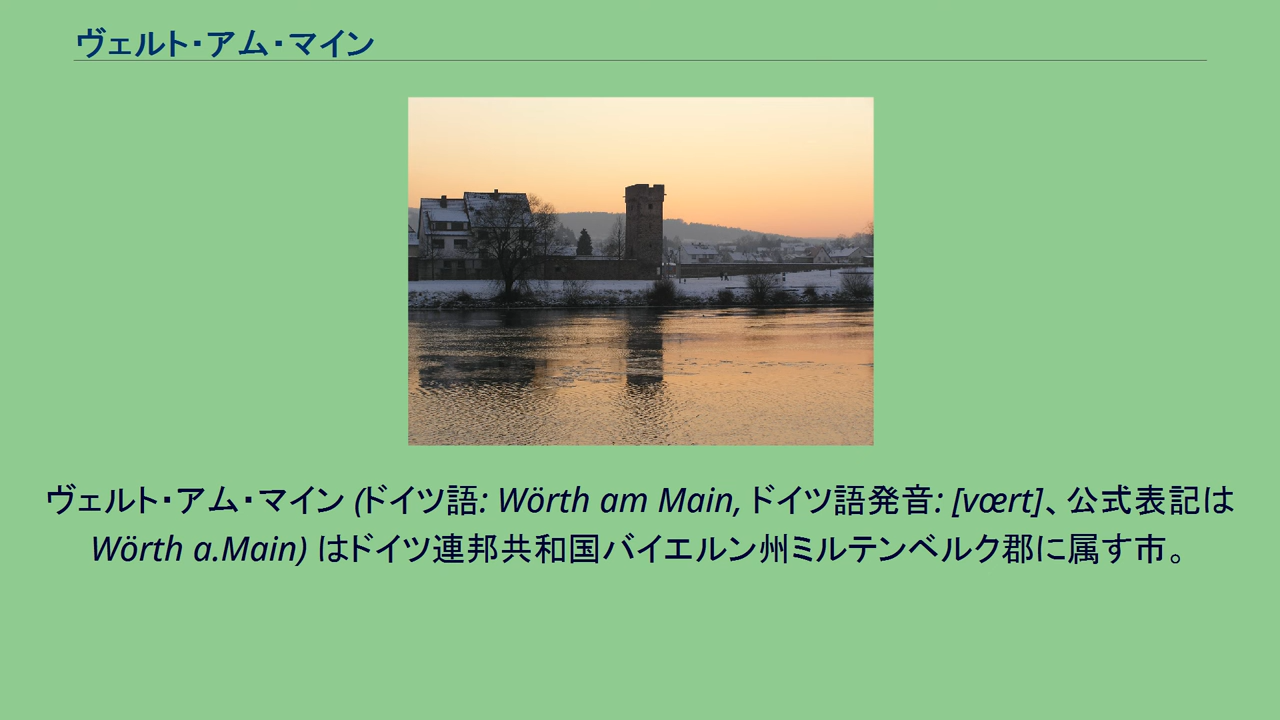 ヴェルト・アム・マイン
ヴェルト・アム・マイン (ドイツ語: Wörth am Main, ドイツ語発音: [vœrt]、公式表記は
Wörth a.Main) はドイツ連邦共和国バイエルン州ミルテンベルク郡に属す市。